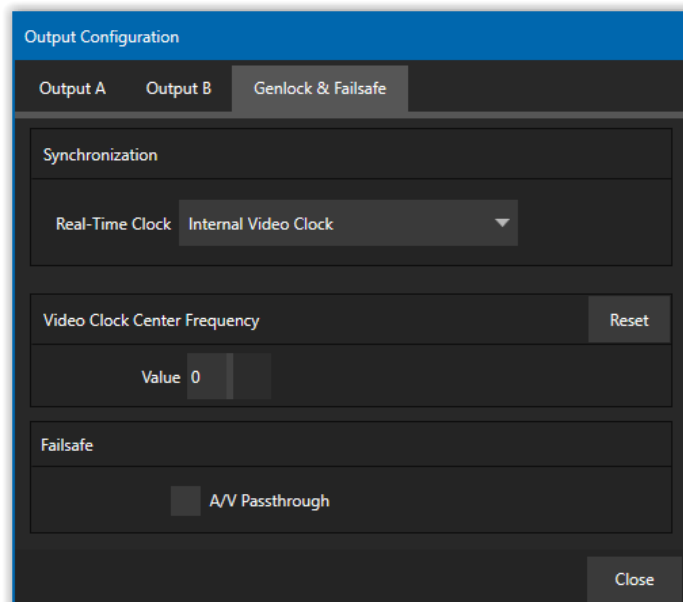 Output Configuration
Output A Output B Genlock & Failsafe
Synchronization
Real-Time Clock Internal Video Clock
Video Clock Center Frequency Reset
Value 0
Failsafe
A/V Passthrough
Close